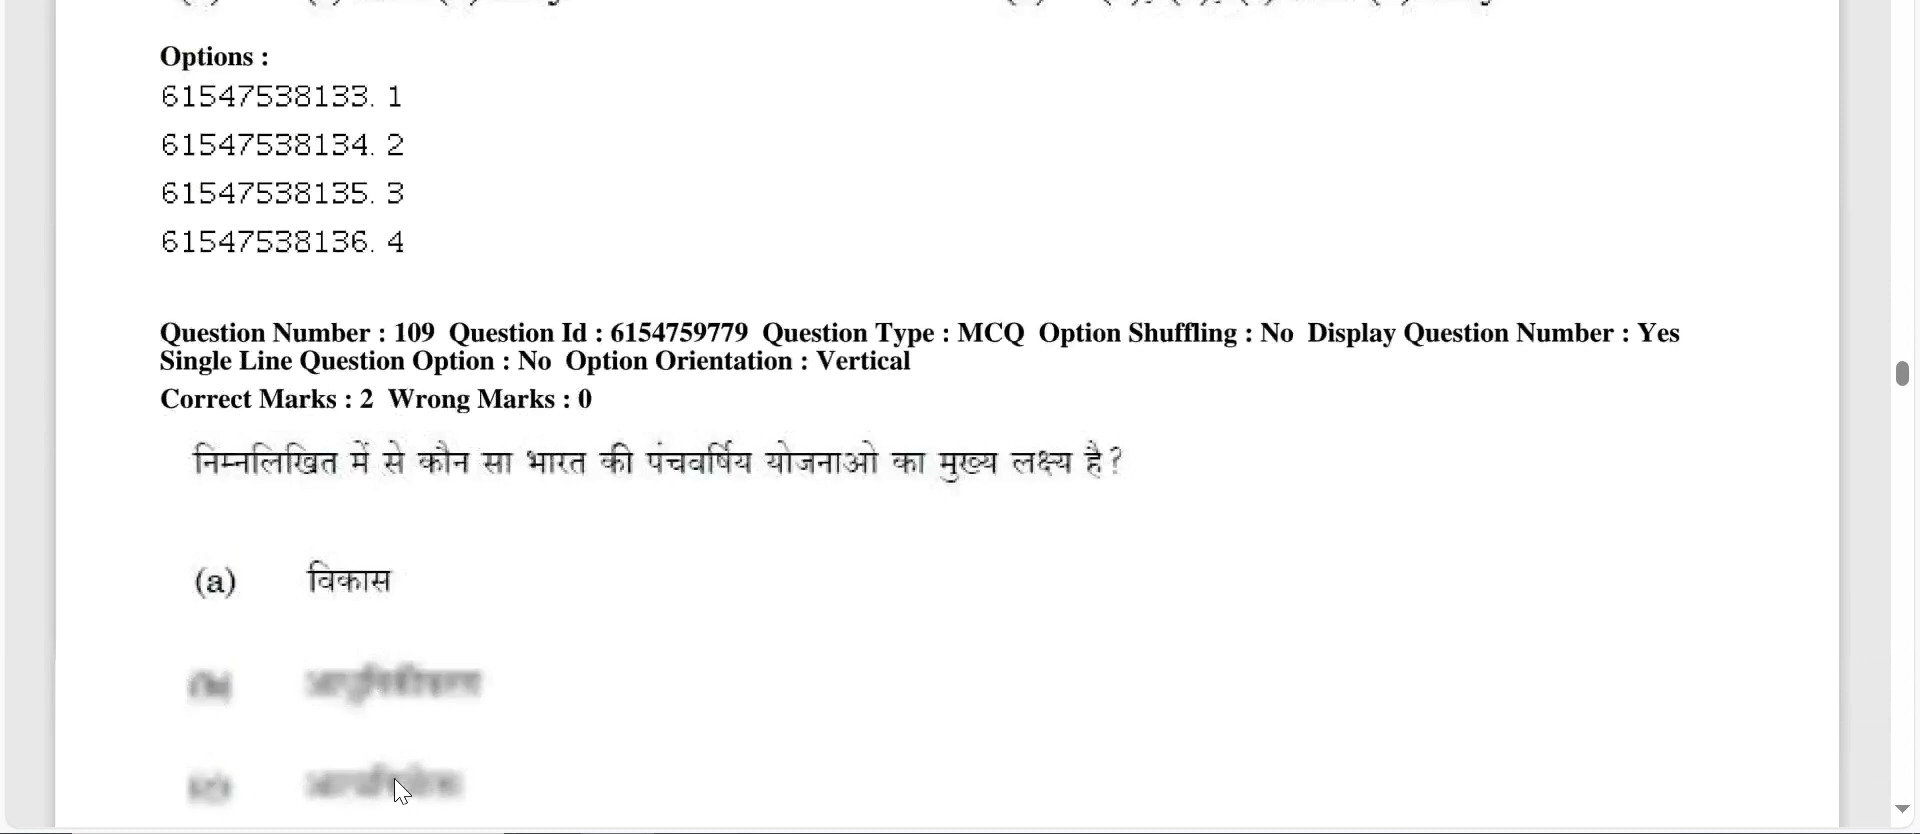 Options :
61547538133. 1
61547538134. 2
61547538135. 3
61547538136. 4
Question Number : 109 Question Id : 6154759779 Question Type : MCQ Option Shuffling : No Display Question Number : Yes
Single Line Question Option : No Option Orientation : Vertical
Correct Marks : 2 Wrong Marks : 0
निम्नलिखित में से कौन सा भारत की पंचवर्षिय योजनाओ का मुख्य लक्ष्य है?
(a) विकास